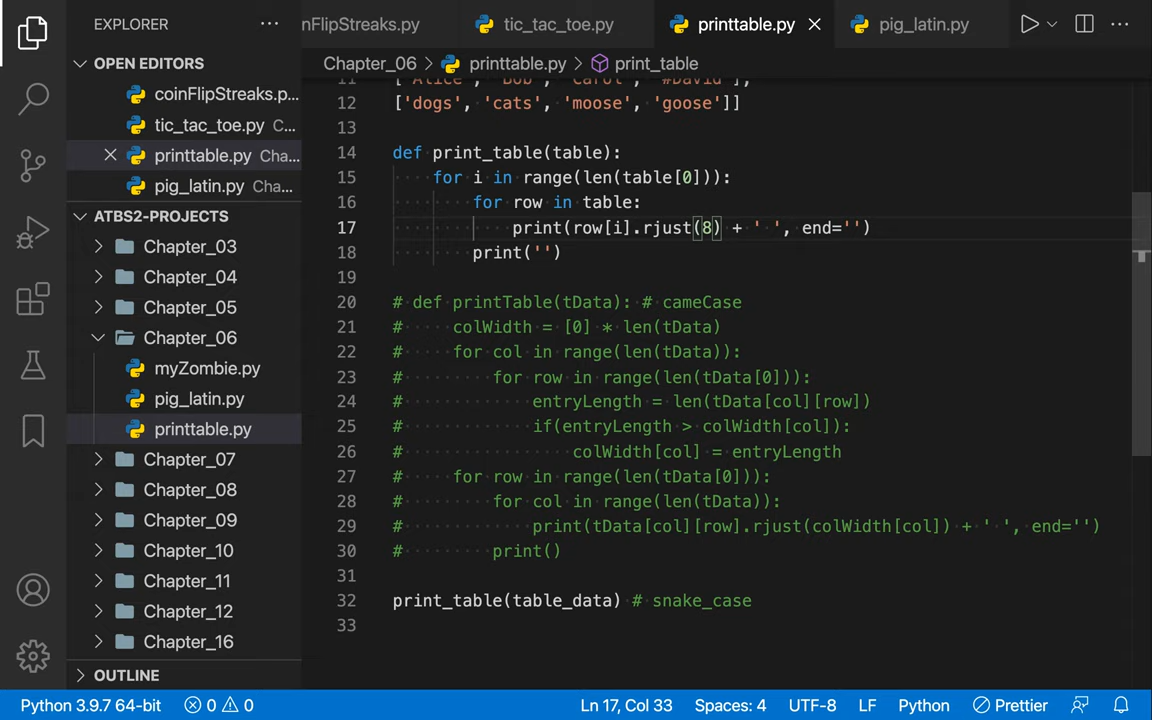 EXPLORER ···
nFlipStreaks.py tic_tac_toe.py printtable.py pig_latin.py ···
OPEN EDITORS
coinFlipStreaks.p...
tic_tac_toe.py C...
printtable.py Cha...
pig_latin.py Cha...
ATBS2-PROJECTS
Chapter_03
Chapter_04
Chapter_05
Chapter_06
myZombie.py
pig_latin.py
printtable.py
Chapter_07
Chapter_08
Chapter_09
Chapter_10
Chapter_11
Chapter_12
Chapter_16
OUTLINE
Chapter_06 > printtable.py > print_table
11 ['Alice', 'Bob', 'Carol', '#David'],
12 ['dogs', 'cats', 'moose', 'goose']]
13
14 def print_table(table):
15 for i in range(len(table[0])):
16 for row in table:
17 print(row[i].rjust(8) + ' ', end='')
18 print('')
19
20 # def printTable(tData): # cameCase
21 # colWidth = [0] * len(tData)
22 # for col in range(len(tData)):
23 # for row in range(len(tData[0])):
24 # entryLength = len(tData[col][row])
25 # if(entryLength > colWidth[col]):
26 # colWidth[col] = entryLength
27 # for row in range(len(tData[0])):
28 # for col in range(len(tData)):
29 # print(tData[col][row].rjust(colWidth[col]) + ' ', end='')
30 # print()
31
32 print_table(table_data) # snake_case
33
Python 3.9.7 64-bit 0 0 Ln 17, Col 33 Spaces: 4 UTF-8 LF Python Prettier